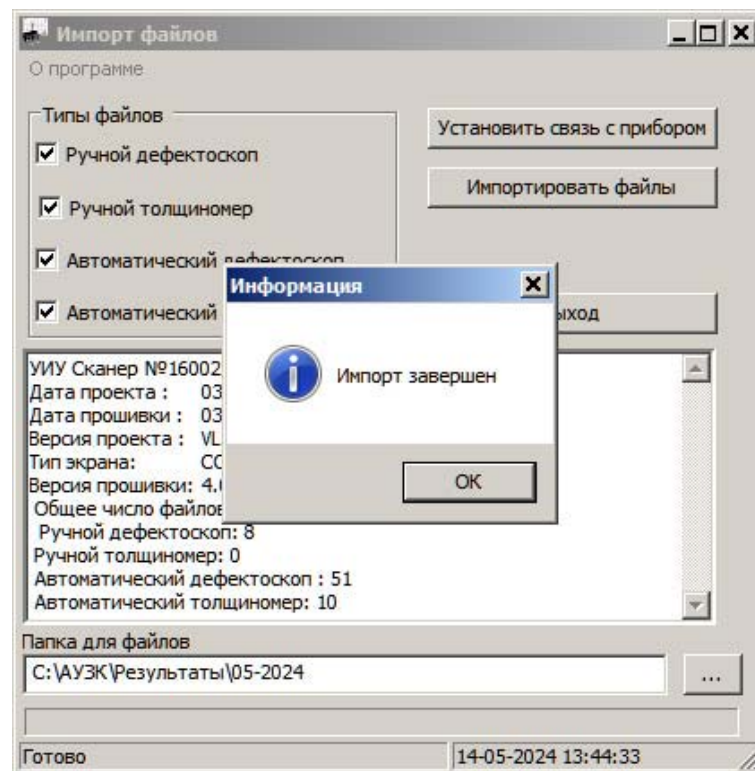 Импорт файлов
О программе
Типы файлов
Ручной дефектоскоп
Ручной толщиномер
Автоматический дефектоскоп
Автоматический
Установить связь с прибором
Импортировать файлы
Информация
Импорт завершен
OK
УИУ Сканер №16002
Дата проекта : 03
Дата прошивки : 03
Версия проекта : VL
Тип экрана:
Версия прошивки: 4.
Общее число файлов
Ручной дефектоскоп: 8
Ручной толщиномер: 0
Автоматический дефектоскоп : 51
Автоматический толщиномер: 10
Папка для файлов
C:\АУЗК\Результаты\05-2024
...
Готово
14-05-2024 13:44:33